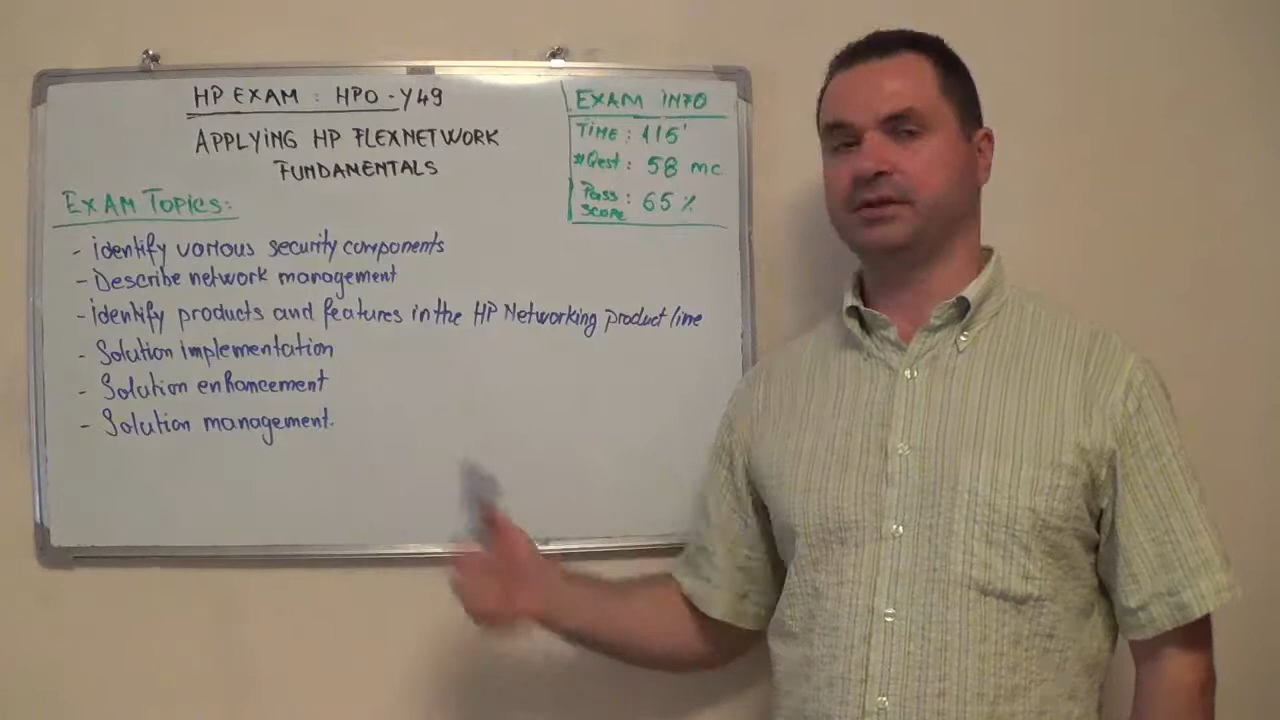 HP EXAM : HPO - Y49
APPLYING HP FLEXNETWORK
FUNDAMENTALS
EXAM TOPICS:
- identify various security components
- Describe network management
- identify products and features in the HP Networking product line
- Solution implementation
- Solution enhancement
- Solution management.
EXAM INFO
TIME : 115'
#Qest : 58 mc
Pass score : 65 %